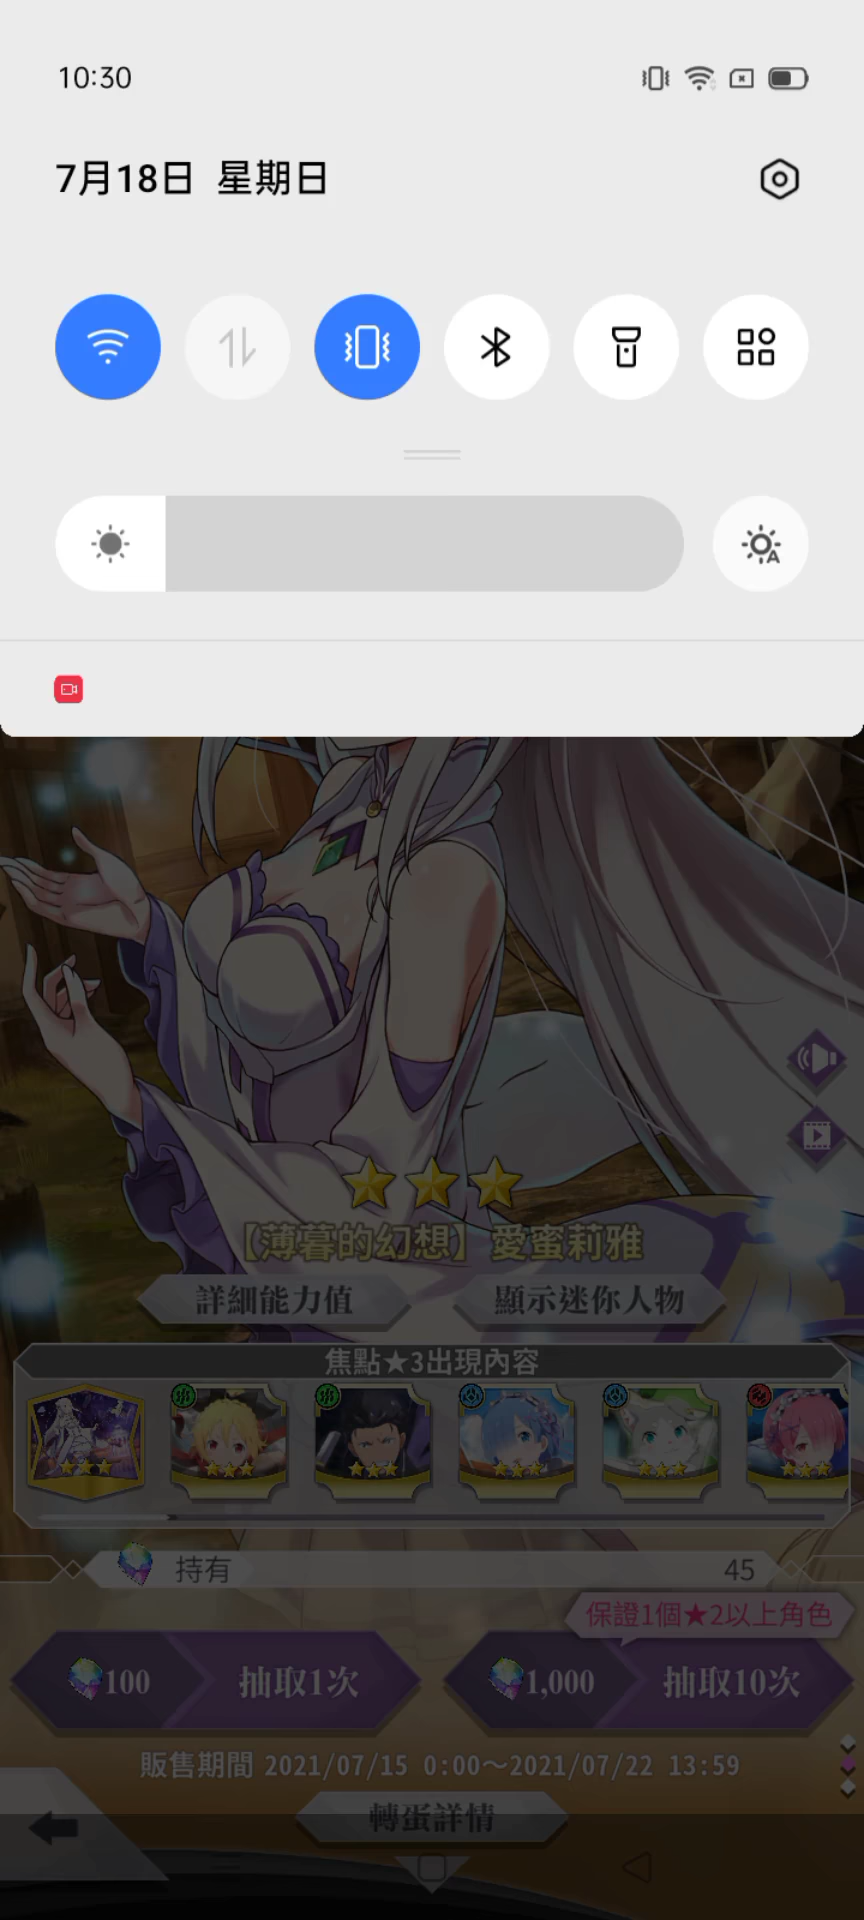 10:30
7月18日 星期日
A
【薄暮的幻想】 愛蜜莉雅
詳細能力值
顯示迷你人物
焦點★3出現內容
持有
45
保證1個★2以上角色
100 抽取1次
1,000 抽取10次
販售期間 2021/07/15 0:00～2021/07/22 13:59
轉蛋詳情